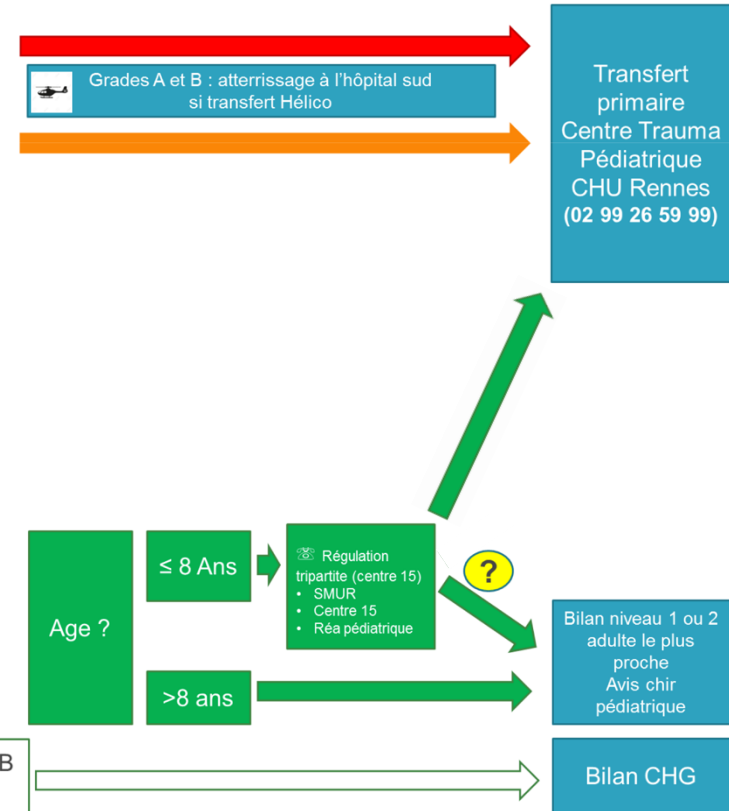 Grades A et B : atterrissage à l'hôpital sud
si transfert Hélico
Transfert
primaire
Centre Trauma
Pédiatrique
CHU Rennes
(02 99 26 59 99)
Age ?
≤ 8 Ans
>8 ans
☏ Régulation
tripartite (centre 15)
• SMUR
• Centre 15
• Réa pédiatrique
?
Bilan niveau 1 ou 2
adulte le plus
proche
Avis chir
pédiatrique
B
Bilan CHG